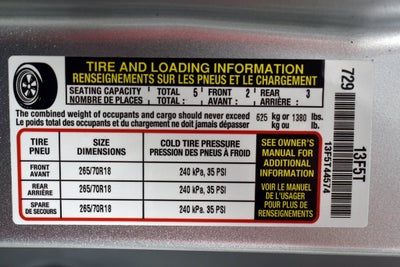 TIRE AND LOADING INFORMATION
RENSEIGNEMENTS SUR LES PNEUS ET LE CHARGEMENT
SEATING CAPACITY TOTAL 5 FRONT 2 REAR 3
NOMBRE DE PLACES : TOTAL : AVANT : ARRIÈRE :
The combined weight of occupants and cargo should never exceed 625 kg or 1380 lbs.
Le poids total des occupants et du chargement ne doit jamais dépasser kg ou lb.
TIRE SIZE COLD TIRE PRESSURE
PNEU DIMENSIONS PRESSION DES PNEUS À FROID
FRONT
AVANT 265/70R18 240 kPa, 35 PSI
REAR
ARRIÈRE 265/70R18 240 kPa, 35 PSI
SPARE
DE SECOURS 265/70R18 240 kPa, 35 PSI
SEE OWNER'S
MANUAL FOR
ADDITIONAL
INFORMATION
VOIR LE MANUEL
DE L'USAGER
POUR PLUS DE
RENSEIGNEMENTS
729 13F5T
13F5T44574